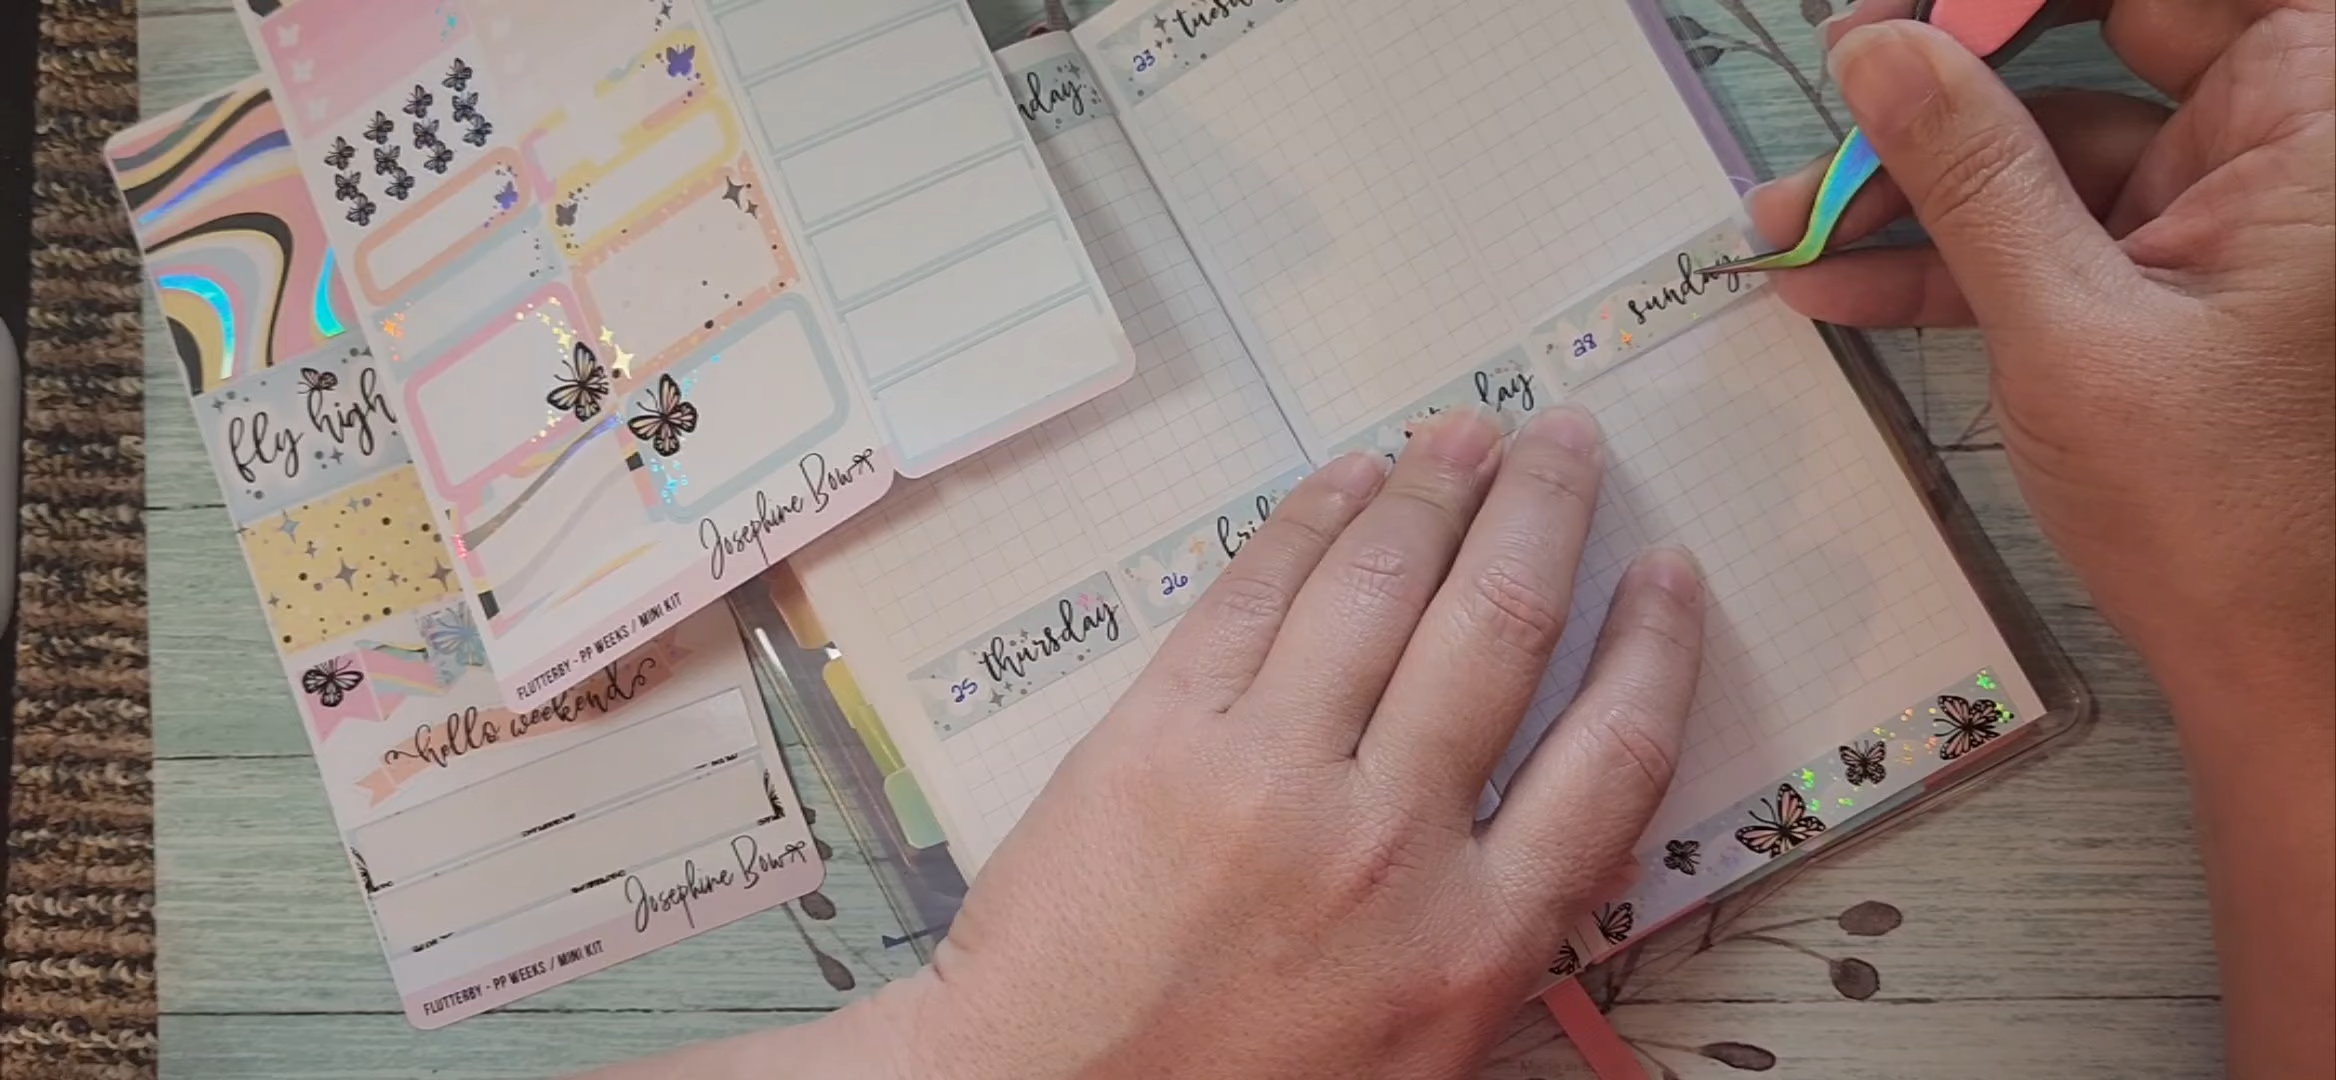 23
28 sunday
26
25 thursday
fly high
Josephine Bow
FLUTTERBY - PP WEEKS / MINI KIT
hello weekend
Josephine Bow
FLUTTERBY - PP WEEKS / MINI KIT